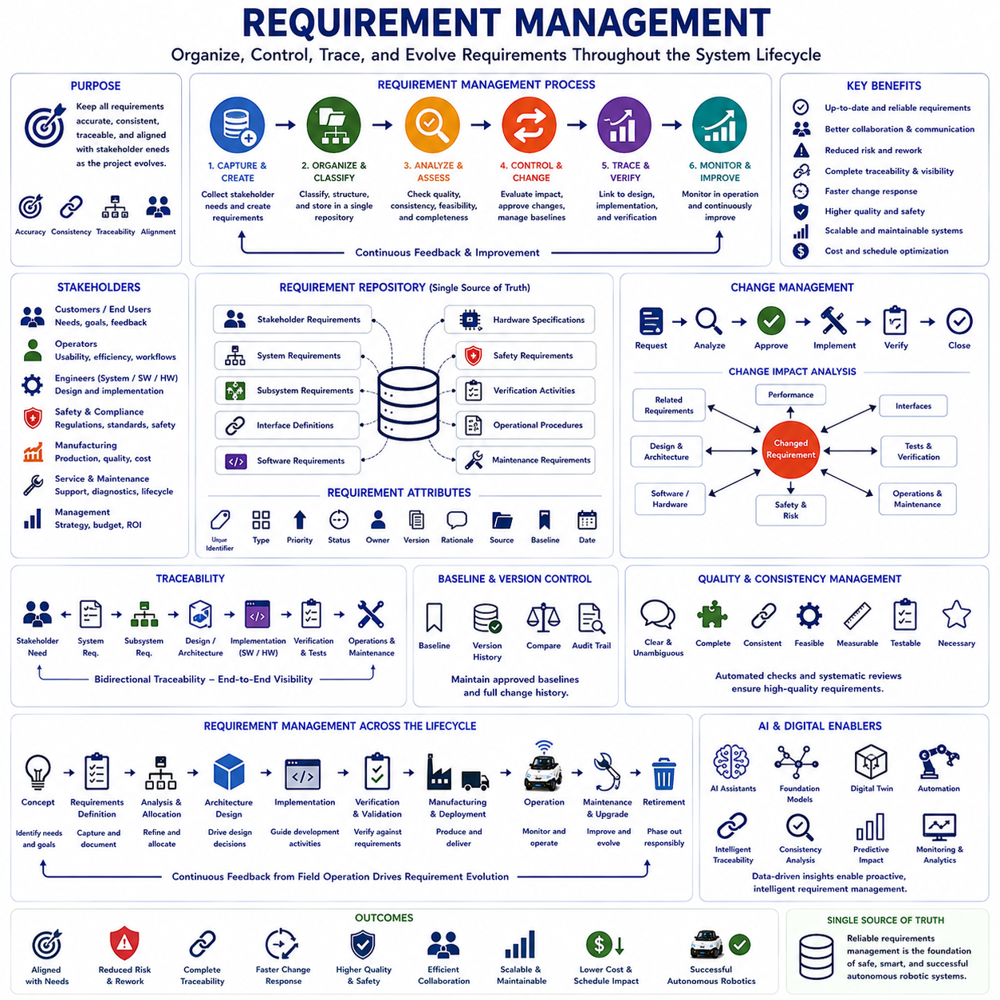 REQUIREMENT MANAGEMENT
Organize, Control, Trace, and Evolve Requirements Throughout the System Lifecycle
PURPOSE
Keep all requirements
accurate, consistent,
traceable, and aligned
with stakeholder eneds
as the project evolves.
Accuracy
Consistency
Traceability
Alignment
REQUIREMENT MANAGEMENT PROCESS
1. CAPTURE &
CREATE
Collect stakeholder
needs and create
requirements
2. ORGANIZE &
CLASSIFY
Classify, structure,
and store in a single
repository
3. ANALYZE &
ASSESS
Check quality,
consistency, feasibility,
and completeness
4. CONTROL &
CHANGE
Evaluate impact,
approve changes,
manage baselines
5. TRACE &
VERIFY
Link to design,
implementation,
and verification
6. MONITOR &
IMPROVE
Monitor in operation
and continuously
improve
Continuous Feedback & Improvement
KEY BENEFITS
Up-to-date and reliable requirements
Better collaboration & communication
Reduced risk and rework
Complete traceability & visibility
Faster change response
Higher quality and safety
Scalable and maintainable systems
$
Cost and schedule optimization
STAKEHOLDERS
Customers / End Users
Needs, goals, feedback
Operators
Usability, efficiency, workflows
Engineers (System / SW / HW)
Design and implementation
Safety & Compliance
Regulations, standards, safety
Manufacturing
Production, quality, cost
Service & Maintenance
Support, diagnostics, lifecycle
Management
Strategy, budget, ROI
REQUIREMENT REPOSITORY (Single Source of Truth)
Stakeholder Requirements
System Requirements
Subsystem Requirements
Interface Definitions
</>
Software Requirements
Hardware Specifications
Safety Requirements
Verification Activities
Operational Procedures
Maintenance Requirements
REQUIREMENT ATTRIBUTES
Identifier
Type
Priority
Status
Owner
Version
Rationale
Source
Baseline
Date
CHANGE MANAGEMENT
Request
Analyze
Approve
Implement
Verify
Close
CHANGE IMPACT ANALYSIS
Related
Requirements
Performance
Interfaces
Design &
Architecture
Changed
Requirement
Tests &
Verification
Software /
Hardware
Safety &
Risk
Operations &
Maintenance
TRACEABILITY
</>
Stakeholder
Need
System
Req.
Subsystem
Req.
Design /
Architecture
Implementation
(SW / HW)
Verification
& Tests
Operations &
Maintenance
Bidirectional Traceability – End-to-End Visibility
BASELINE & VERSION CONTROL
Baseline
Version
History
Compare
Audit Trail
Maintain approved baselines
and full change history.
QUALITY & CONSISTENCY MANAGEMENT
Clear &
Unambiguous
Complete
Consistent
Feasible
Measurable
Testable
Necessary
Automated checks and systematic reviews
ensure high-quality requirements.
REQUIREMENT MANAGEMENT ACROSS THE LIFECYCLE
</>
Concept
Identify needs
and goals
Requirements
Definition
Capture and
document
Analysis &
Allocation
Refine and
allocate
Architecture
Design
Drive design
decisions
Implementation
Guide development
activities
Verification
& Validation
Verify against
requirements
Manufacturing
& Deployment
Produce and
deliver
Operation
Monitor and
operate
Maintenance
& Upgrade
Improve and
evolve
Retirement
Phase out
responsibly
Continuous Feedback from Field Operation Drives Requirement Evolution
AI & DIGITAL ENABLERS
AI Assistants
Foundation
Models
Digital Twin
Automation
Intelligent
Traceability
Consistency
Analysis
Predictive
Impact
Monitoring &
Analytics
Data-driven insights enable proactive,
intelligent requirement management.
OUTCOMES
Aligned
with Needs
Reduced Risk
& Rework
Complete
Traceability
Faster Change
Response
Higher Quality
& Safety
Efficient
Collaboration
Scalable &
Maintainable
$
Lower Cost &
Schedule Impact
Successful
Autonomous Robotics
SINGLE SOURCE OF TRUTH
Reliable requirements
management is the foundation
of safe, smart, and successful
autonomous robotic systems.